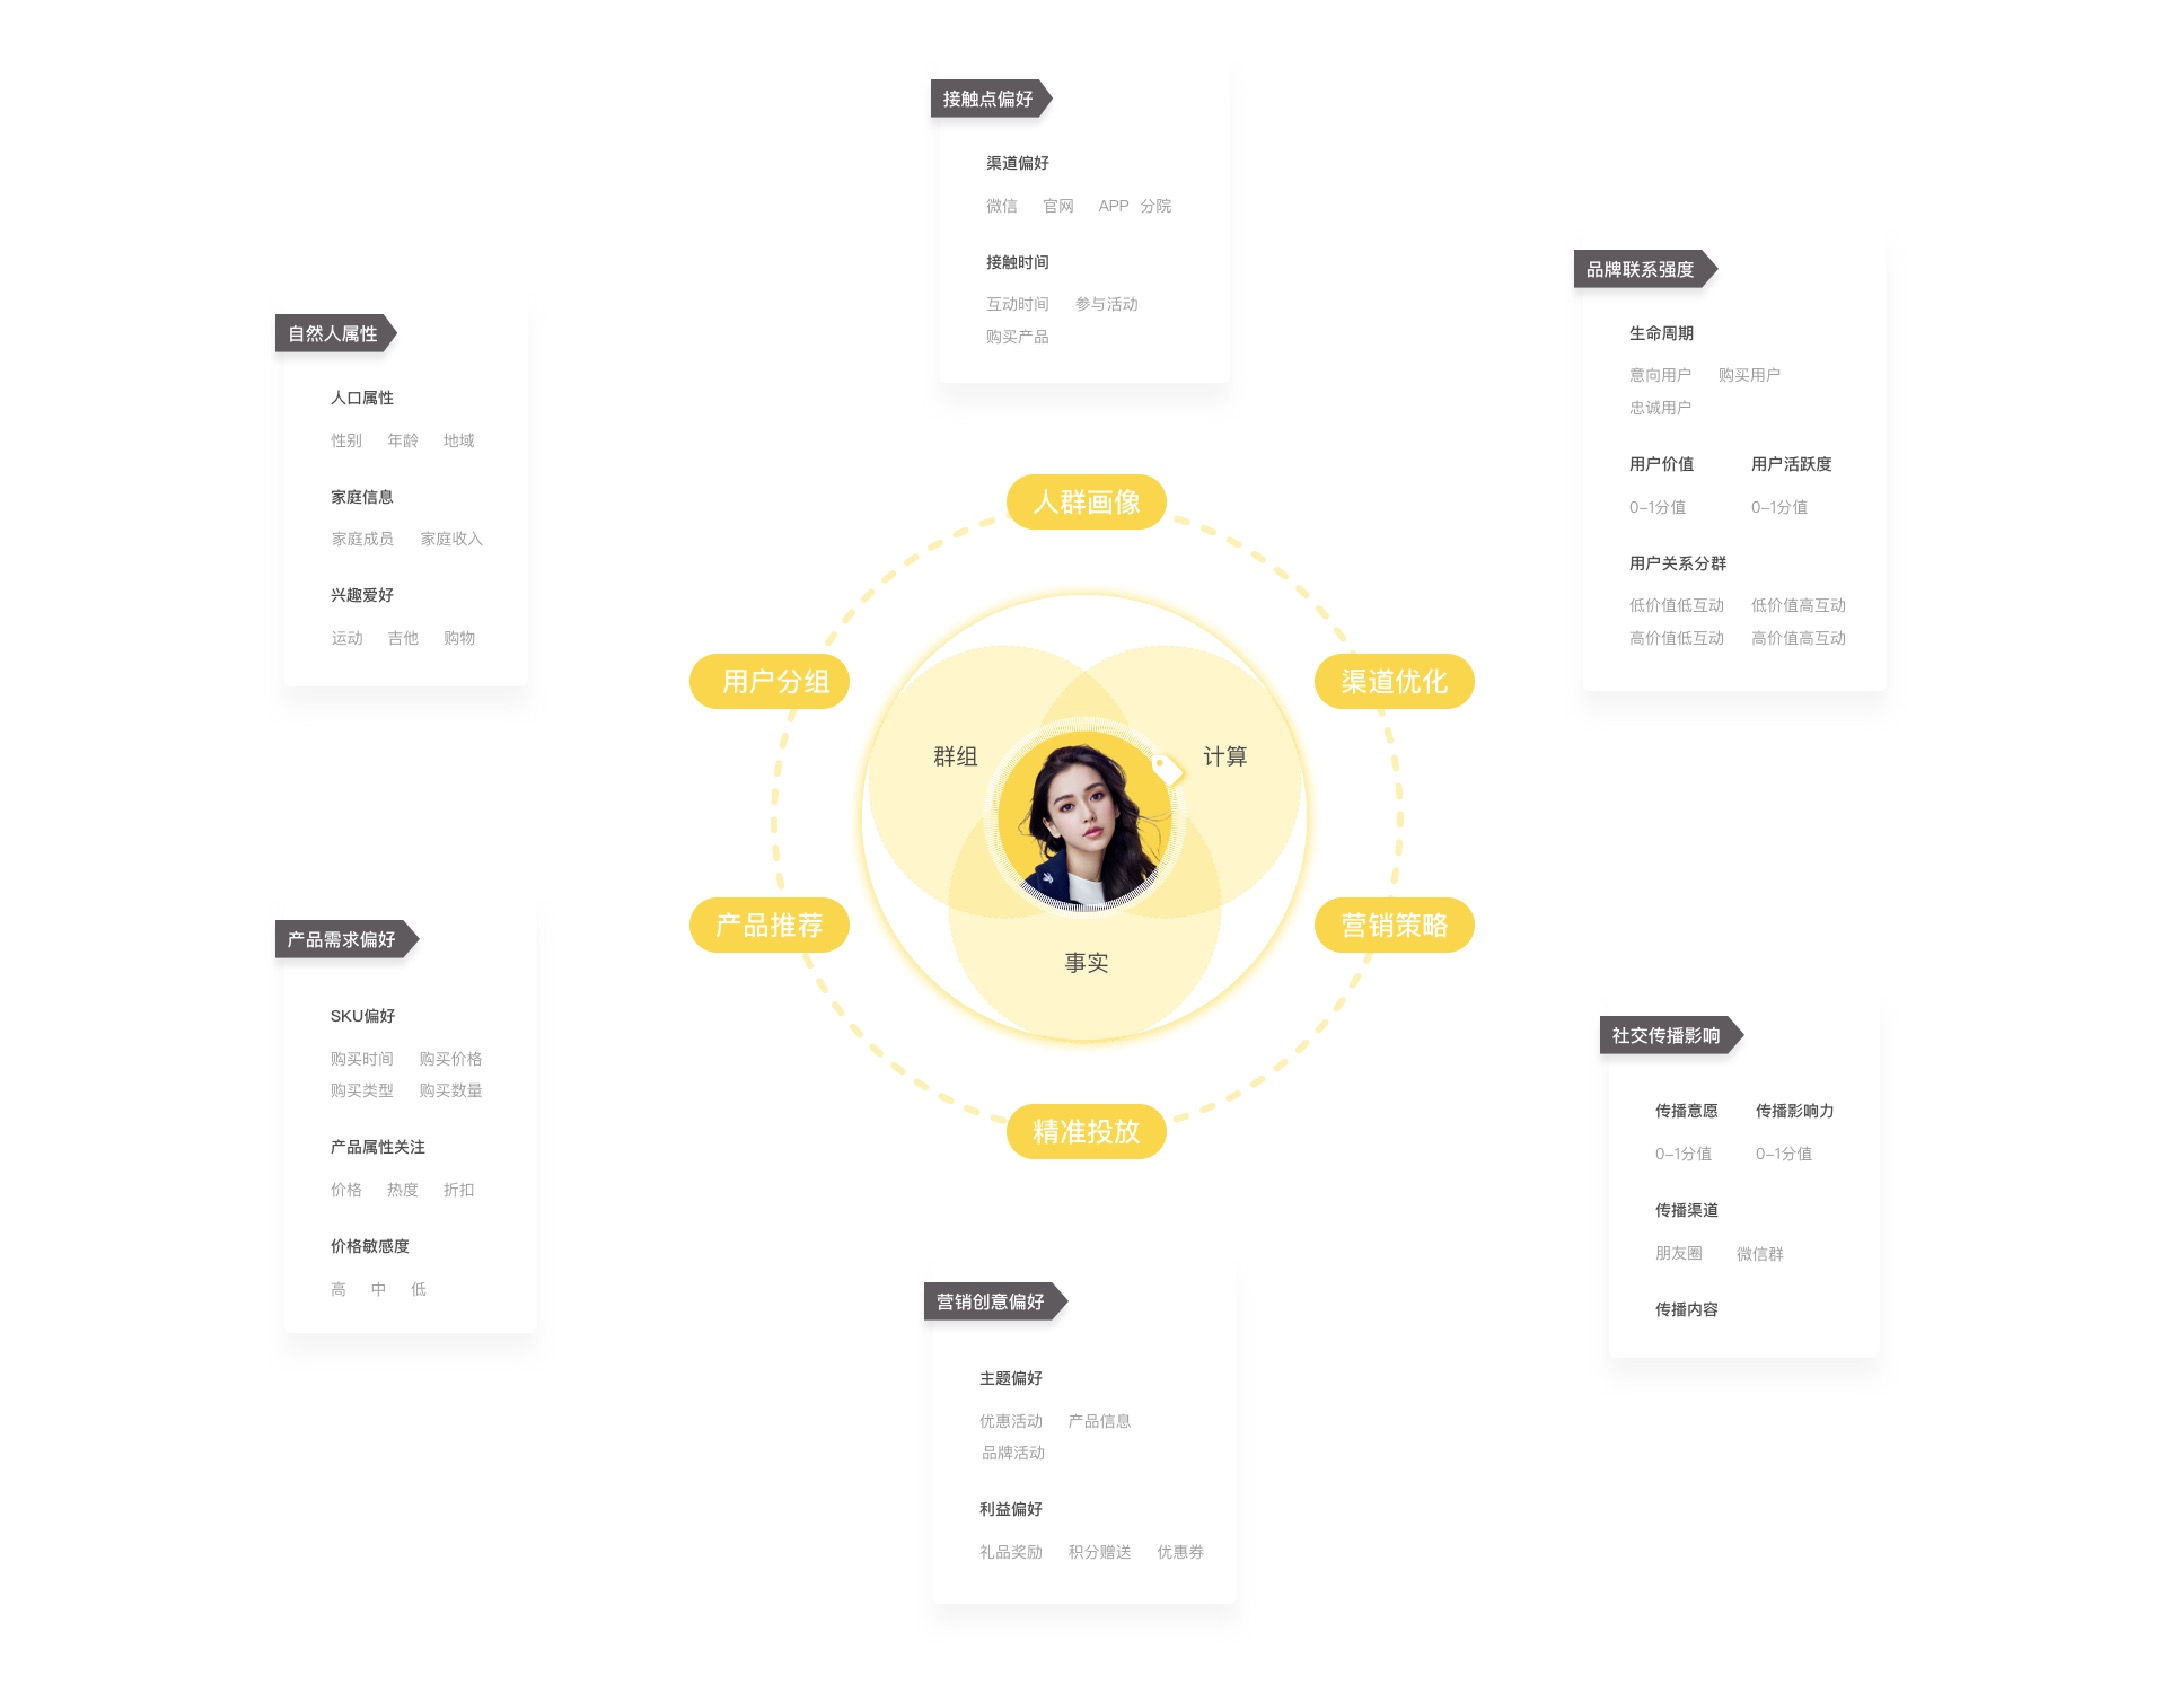 接触点偏好
渠道偏好
微信 官网 APP 分院
接触时间
互动时间 参与活动
购买产品
品牌联系强度
生命周期
意向用户 购买用户
忠诚用户
用户价值 用户活跃度
0-1分值 0-1分值
用户关系分群
低价值低互动 低价值高互动
高价值低互动 高价值高互动
自然人属性
人口属性
性别 年龄 地域
家庭信息
家庭成员 家庭收入
兴趣爱好
运动 吉他 购物
人群画像
用户分组
渠道优化
群组
计算
事实
产品推荐
营销策略
精准投放
产品需求偏好
SKU偏好
购买时间 购买价格
购买类型 购买数量
产品属性关注
价格 热度 折扣
价格敏感度
高 中 低
社交传播影响
传播意愿 传播影响力
0-1分值 0-1分值
传播渠道
朋友圈 微信群
传播内容
营销创意偏好
主题偏好
优惠活动 产品信息
品牌活动
利益偏好
礼品奖励 积分赠送 优惠券